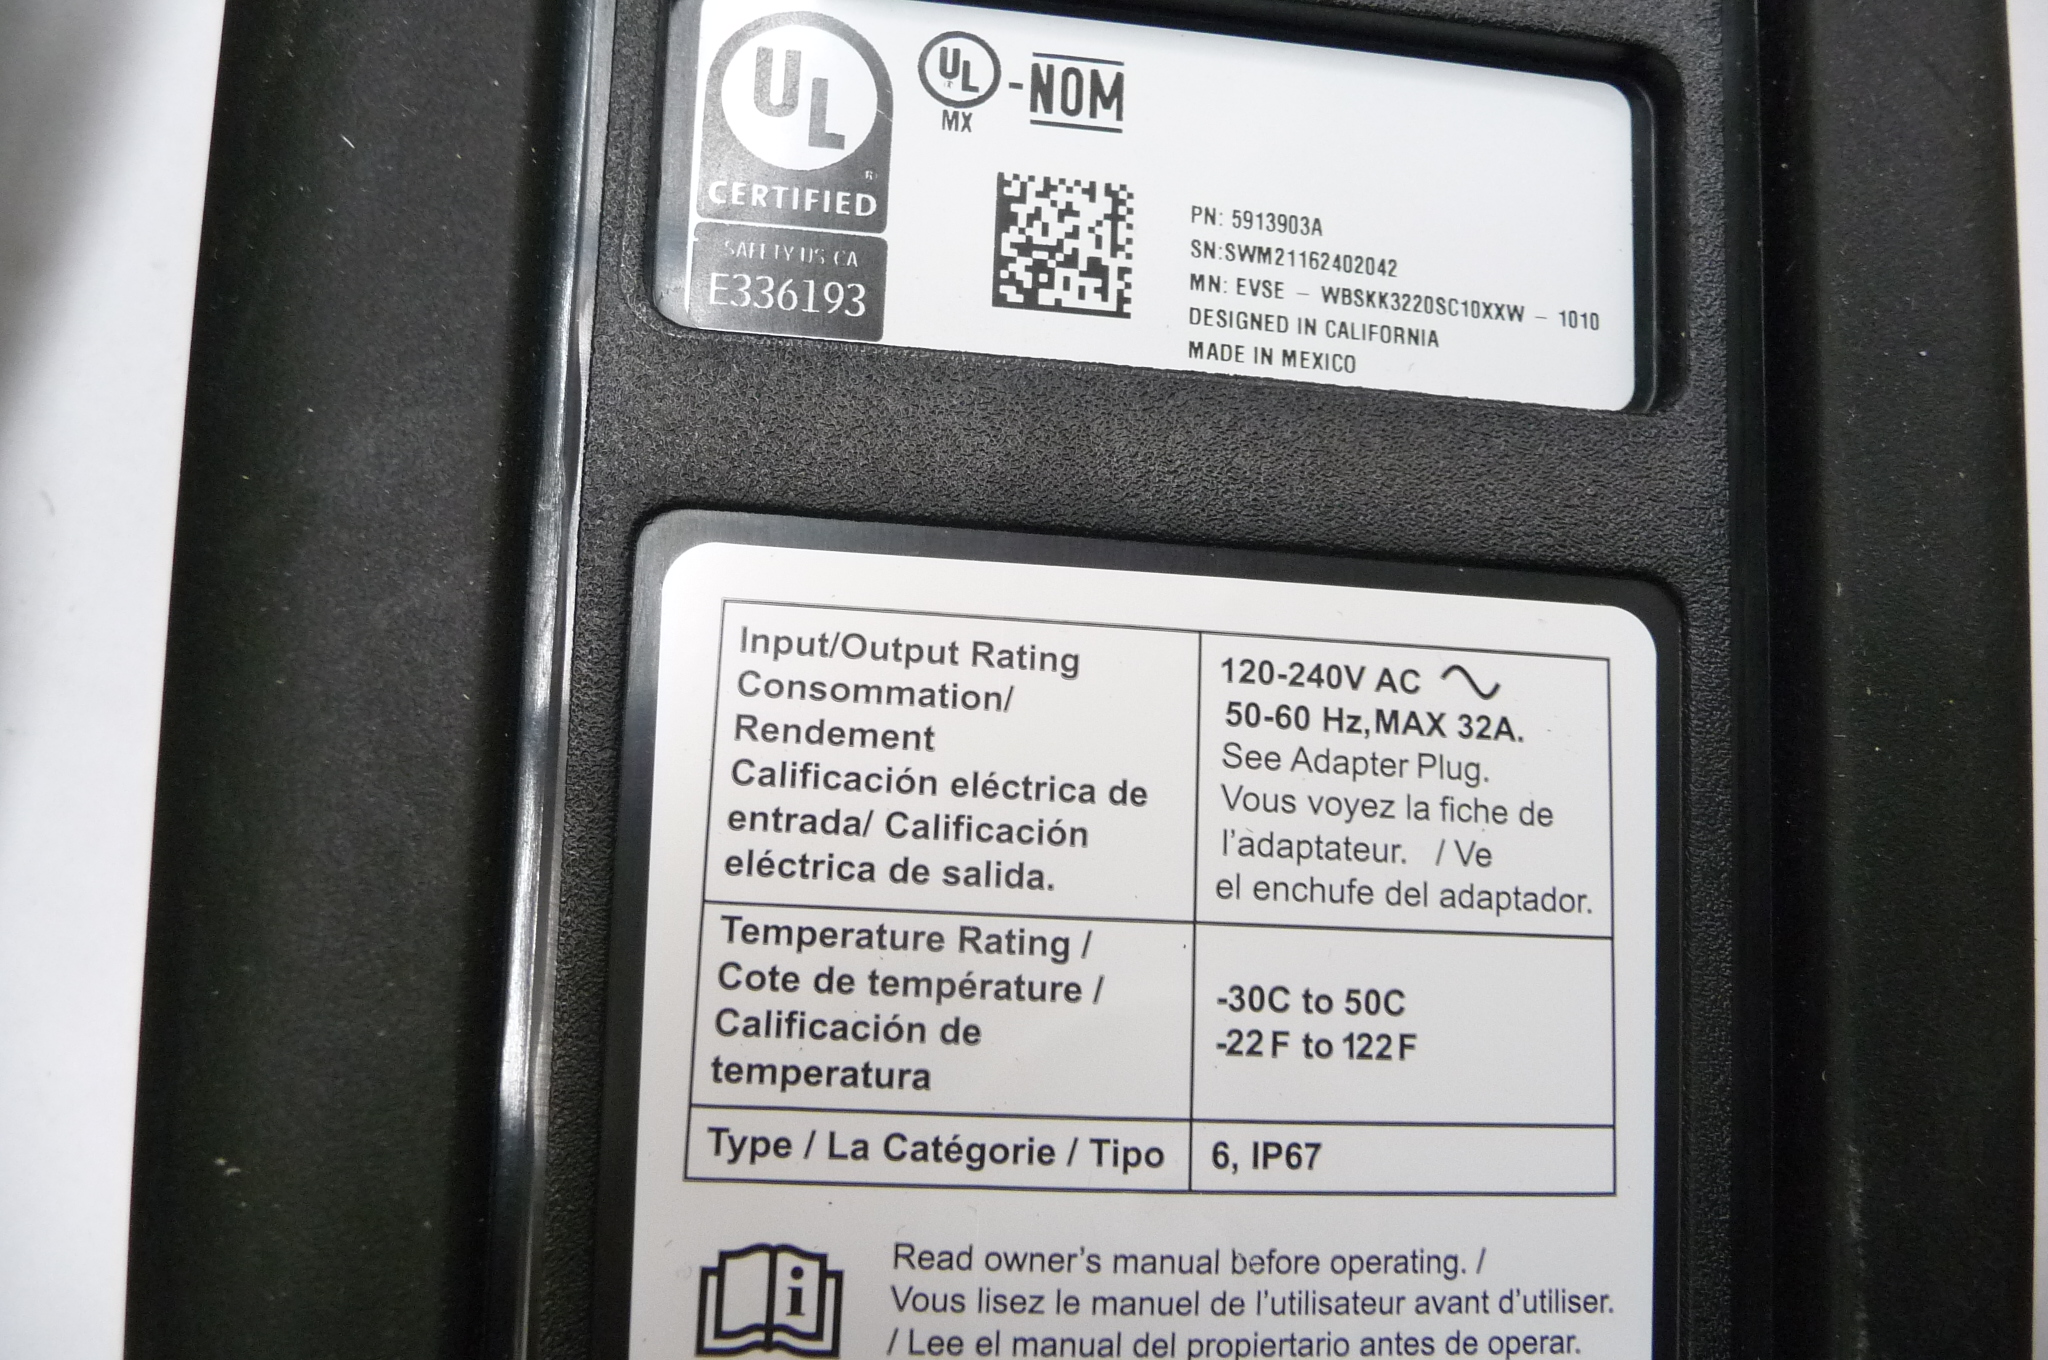 UL
®
CERTIFIED
SAFETY US CA
E336193
UL
MX
-NOM
PN: 5913903A
SN:SWM21162402042
MN: EVSE – WBSKK3220SC10XXW – 1010
DESIGNED IN CALIFORNIA
MADE IN MEXICO
Input/Output Rating
Consommation/
Rendement
Calificación eléctrica de
entrada/ Calificación
eléctrica de salida.
120-240V AC
50-60 Hz,MAX 32A.
See Adapter Plug.
Vous voyez la fiche de
l'adaptateur. / Ve
el enchufe del adaptador.
Temperature Rating /
Cote de température /
Calificación de
temperatura
-30C to 50C
-22F to 122F
Type / La Catégorie / Tipo
6, IP67
Read owner's manual before operating. /
Vous lisez le manuel de l'utilisateur avant d'utiliser.
/ Lee el manual del propiertario antes de operar.